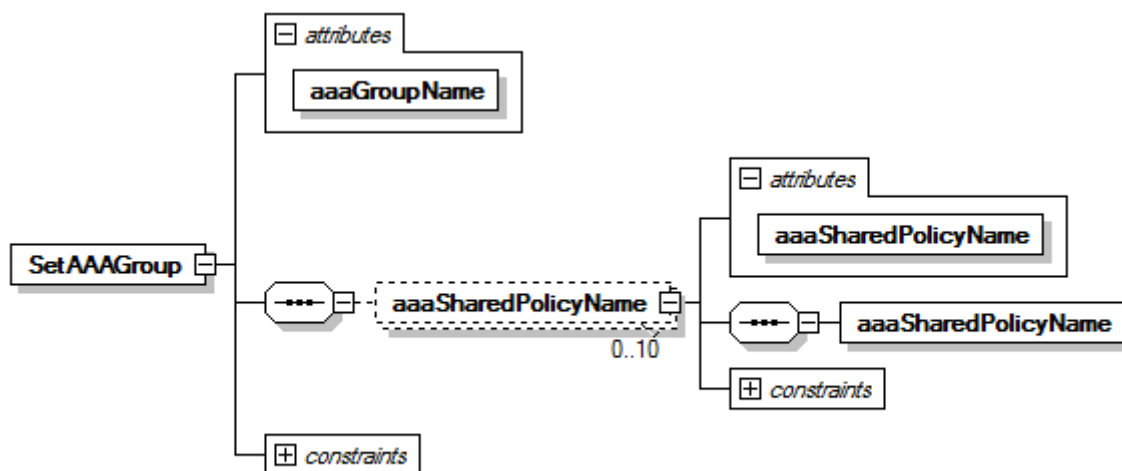 attributes
aaaGroupName
attributes
aaaSharedPolicyName
SetAAAGroup
aaaSharedPolicyName
aaaSharedPolicyName
0..10
constraints
constraints